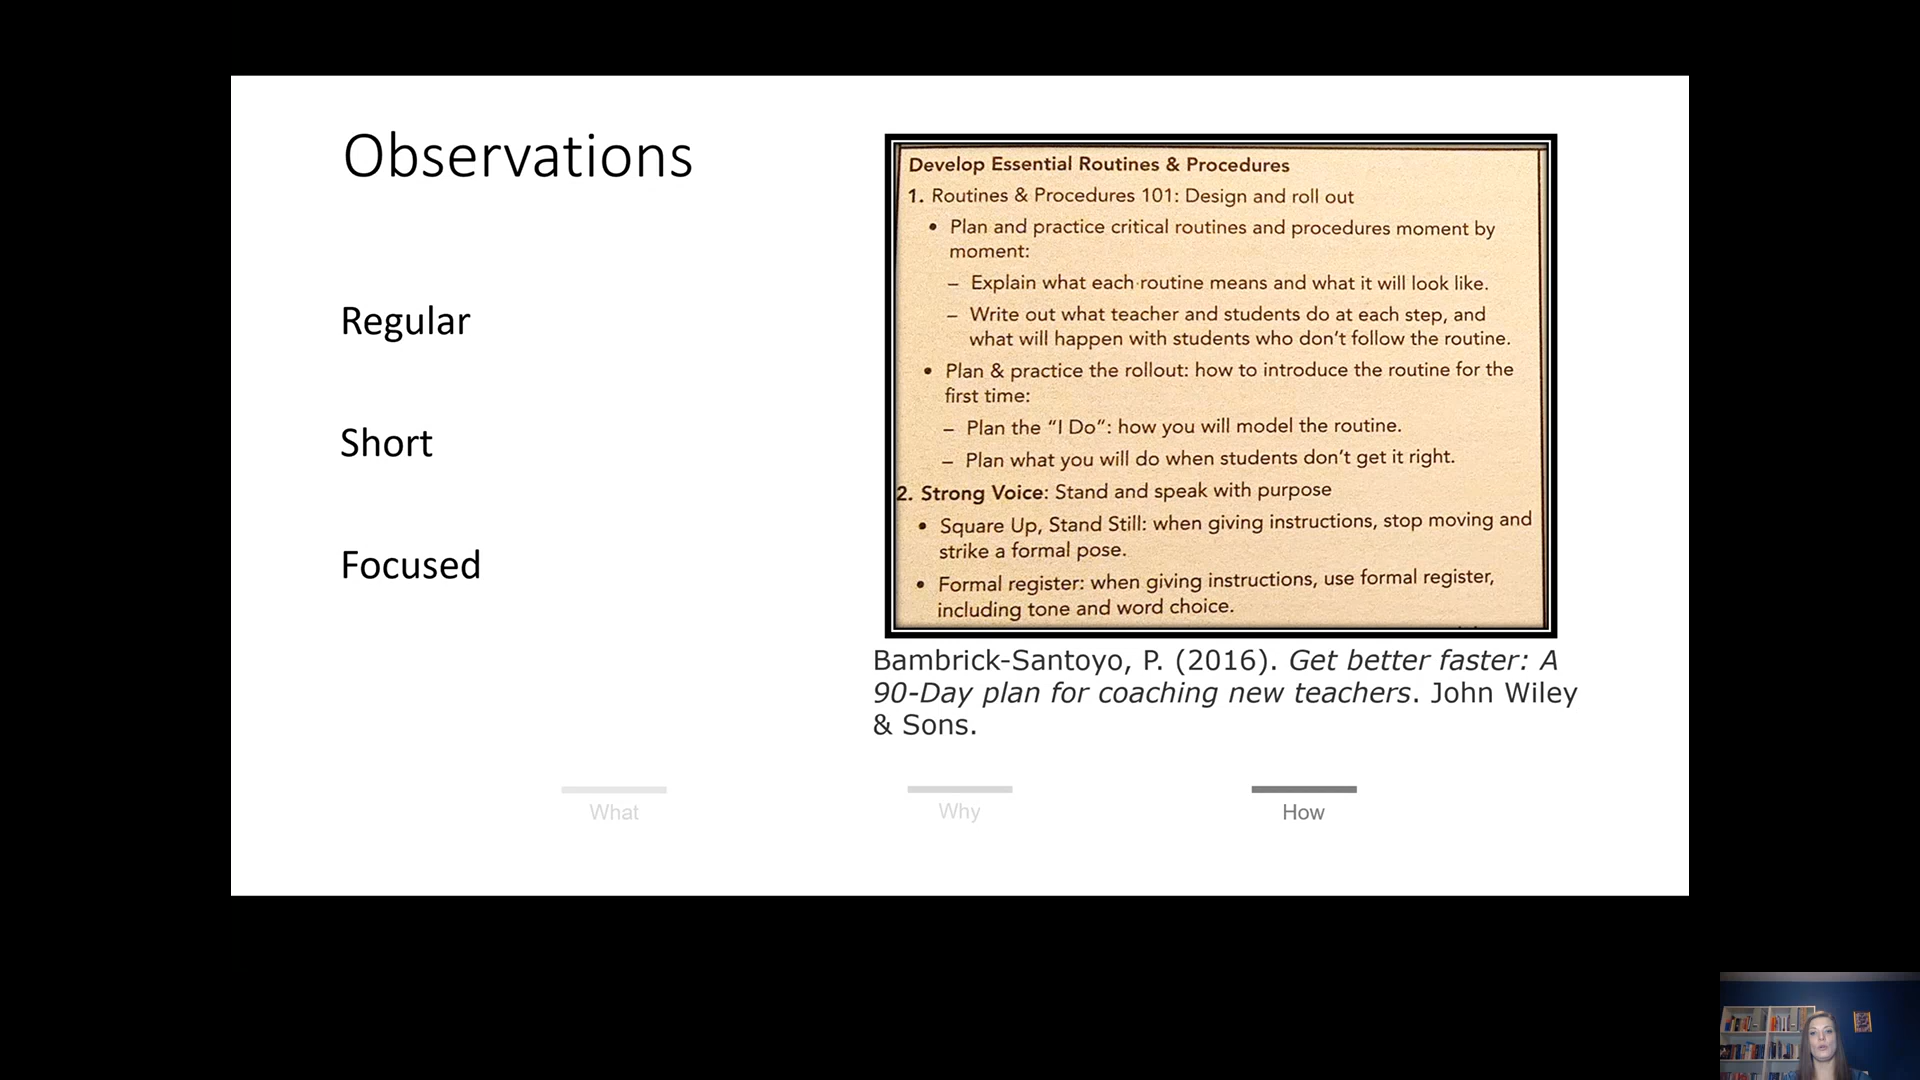 Observations
Regular
Short
Focused
Develop Essential Routines & Procedures
1. Routines & Procedures 101: Design and roll out
• Plan and practice critical routines and procedures moment by
moment:
– Explain what each routine means and what it will look like.
– Write out what teacher and students do at each step, and
what will happen with students who don't follow the routine.
• Plan & practice the rollout: how to introduce the routine for the
first time:
– Plan the “I Do”: how you will model the routine.
– Plan what you will do when students don't get it right.
2. Strong Voice: Stand and speak with purpose
• Square Up, Stand Still: when giving instructions, stop moving and
strike a formal pose.
• Formal register: when giving instructions, use formal register,
including tone and word choice.
Bambrick-Santoyo, P. (2016). Get better faster: A
90-Day plan for coaching new teachers. John Wiley
& Sons.
What
Why
How